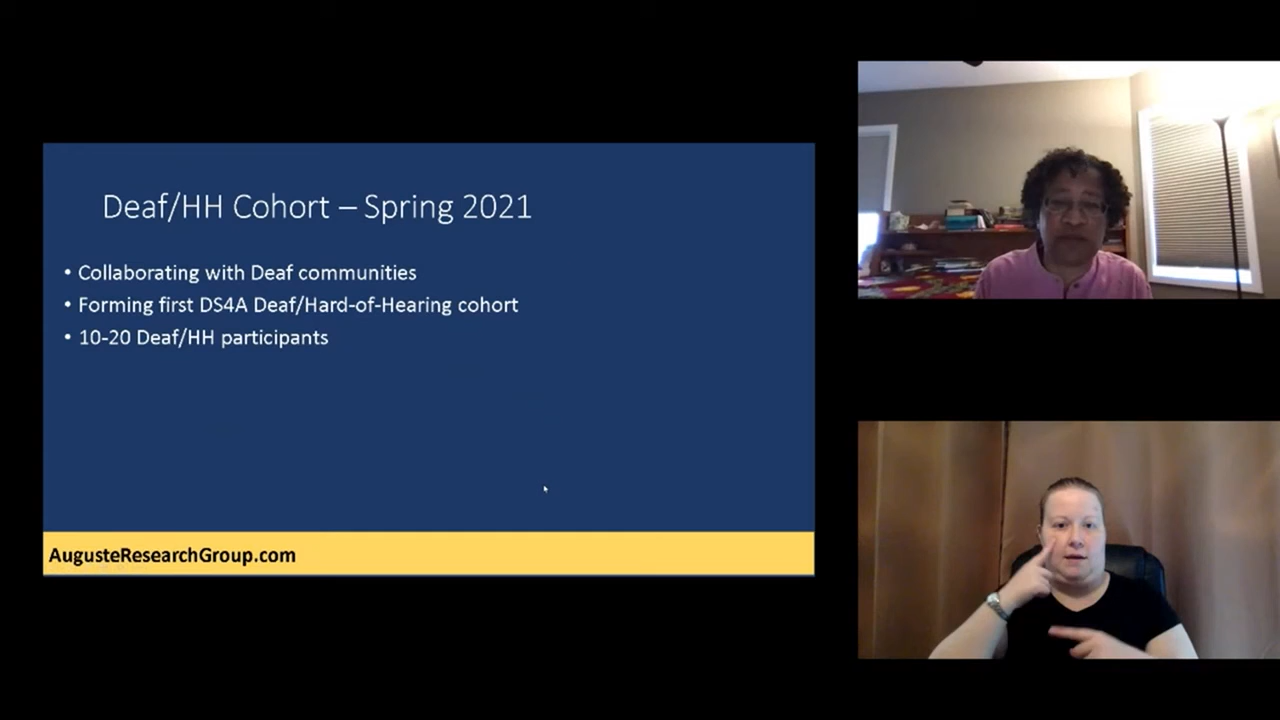 Deaf/HH Cohort – Spring 2021
• Collaborating with Deaf communities
• Forming first DS4A Deaf/Hard-of-Hearing cohort
• 10-20 Deaf/HH participants
AugusteResearchGroup.com